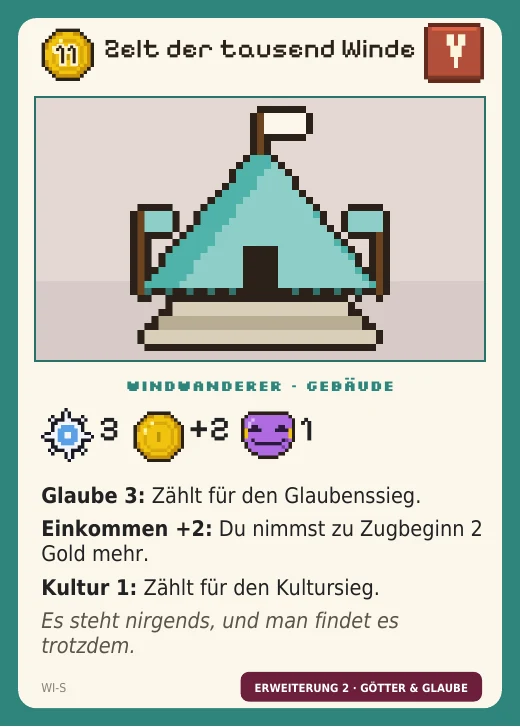 11 Zelt der tausend Winde
WINDWANDERER · GEBÄUDE
3 +2 1
Glaube 3: Zählt für den Glaubenssieg.
Einkommen +2: Du nimmst zu Zugbeginn 2
Gold mehr.
Kultur 1: Zählt für den Kultursieg.
Es steht nirgends, und man findet es
trotzdem.
WI-S
ERWEITERUNG 2 · GÖTTER & GLAUBE